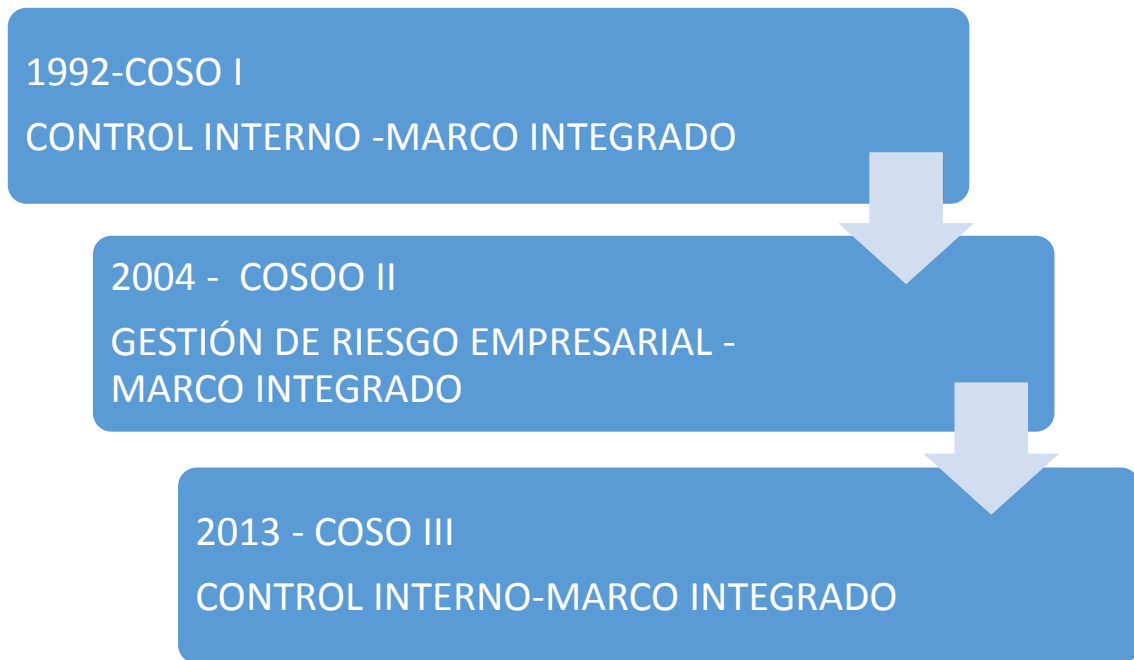 1992-COSO I
CONTROL INTERNO -MARCO INTEGRADO
2004 -  COSOO II
GESTIÓN DE RIESGO EMPRESARIAL -
MARCO INTEGRADO
2013 - COSO III
CONTROL INTERNO-MARCO INTEGRADO